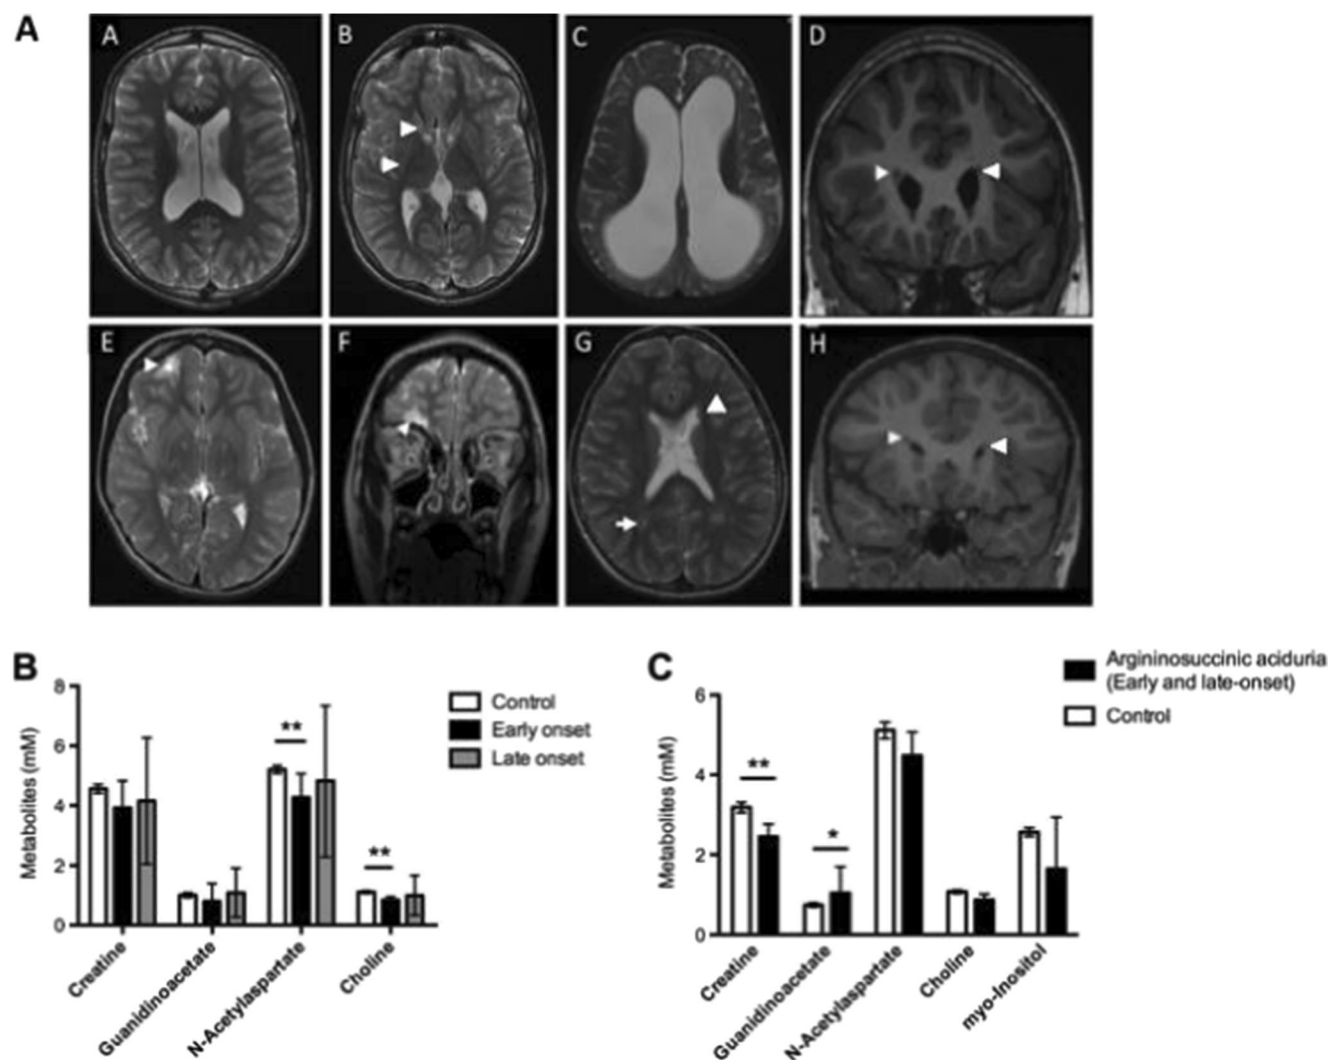 A
A B C D
E F G H
B
8
6
4
2
0
Metabolites (mM)
**
**
Control
Early onset
Late onset
Creatine
Guanidinoacetate
N-Acetylaspartate
Choline
C
6
4
2
0
Metabolites (mM)
**
*
Argininosuccinic aciduria
(Early and late-onset)
Control
Creatine
Guanidinoacetate
N-Acetylaspartate
Choline
myo-Inositol